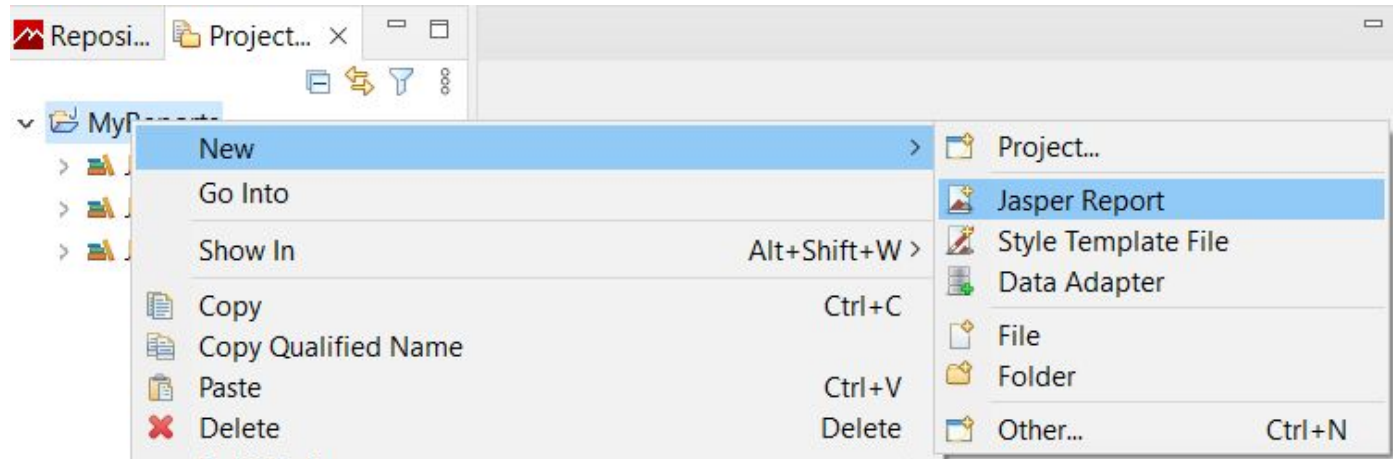 Reposi... Project...
MyReports
New
Go Into
Show In Alt+Shift+W
Copy Ctrl+C
Copy Qualified Name
Paste Ctrl+V
Delete Delete
Project...
Jasper Report
Style Template File
Data Adapter
File
Folder
Other... Ctrl+N